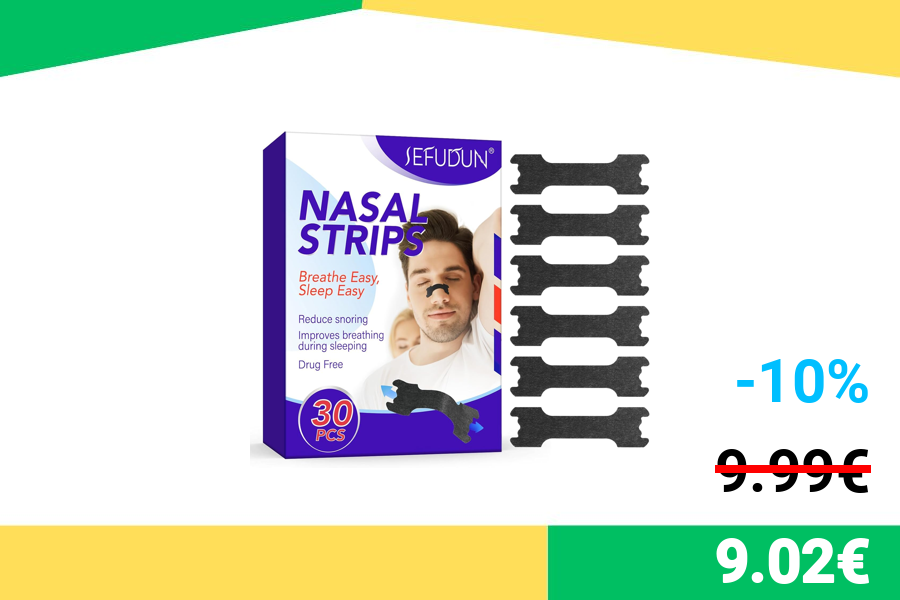 SEFUDUN®
NASAL
STRIPS
Breathe Easy,
Sleep Easy
Reduce snoring
Improves breathing
during sleeping
Drug Free
30
PCS
-10%
9.99€
9.02€